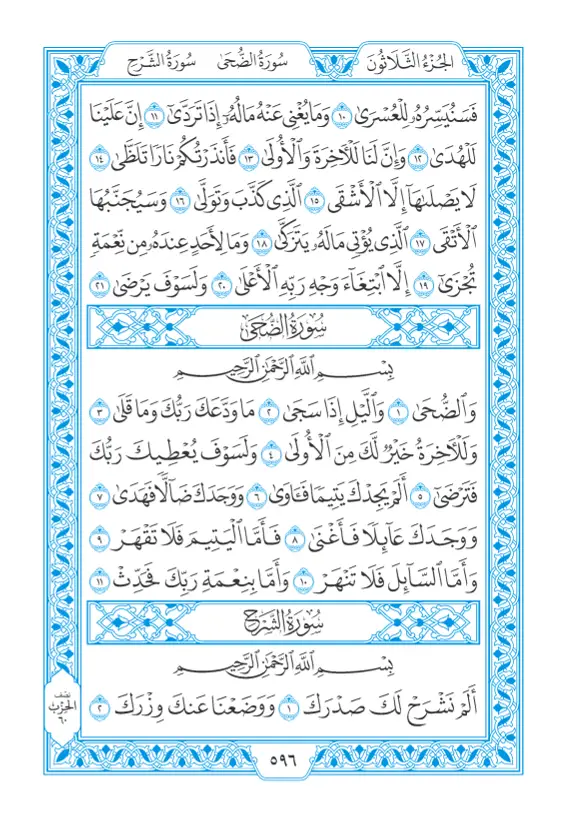 الجُزْءُ الثَّلَاثُونَ
سُورَةُ الضُّحَىٰ سُورَةُ الشَّرْحِ
فَسَنُيَسِّرُهُۥ لِلْعُسْرَىٰ ١٠ وَمَا يُغْنِي عَنْهُ مَالُهُۥٓ إِذَا تَرَدَّىٰٓ ١١ إِنَّ عَلَيْنَا
لَلْهُدَىٰ ١٢ وَإِنَّ لَنَا لَلْءَاخِرَةَ وَٱلْأُولَىٰ ١٣ فَأَنذَرْتُكُمْ نَارًا تَلَظَّىٰ ١٤
لَا يَصْلَىٰهَآ إِلَّا ٱلْأَشْقَى ١٥ ٱلَّذِي كَذَّبَ وَتَوَلَّىٰ ١٦ وَسَيُجَنَّبُهَا
ٱلْأَتْقَى ١٧ ٱلَّذِي يُؤْتِي مَالَهُۥ يَتَزَكَّىٰ ١٨ وَمَا لِأَحَدٍ عِندَهُۥ مِن نِّعْمَةٍ
تُجْزَىٰٓ ١٩ إِلَّا ٱبْتِغَآءَ وَجْهِ رَبِّهِ ٱلْأَعْلَىٰ ٢٠ وَلَسَوْفَ يَرْضَىٰ ٢١
سُورَةُ الضُّحَىٰ
بِسْمِ ٱللَّهِ ٱلرَّحْمَٰنِ ٱلرَّحِيمِ
وَٱلضُّحَىٰ ١ وَٱلَّيْلِ إِذَا سَجَىٰ ٢ مَا وَدَّعَكَ رَبُّكَ وَمَا قَلَىٰ ٣
وَلَلْءَاخِرَةُ خَيْرٌ لَّكَ مِنَ ٱلْأُولَىٰ ٤ وَلَسَوْفَ يُعْطِيكَ رَبُّكَ
فَتَرْضَىٰٓ ٥ أَلَمْ يَجِدْكَ يَتِيمًا فَـَٔاوَىٰ ٦ وَوَجَدَكَ ضَآلًّا فَهَدَىٰ ٧
وَوَجَدَكَ عَآئِلًا فَأَغْنَىٰ ٨ فَأَمَّا ٱلْيَتِيمَ فَلَا تَقْهَرْ ٩
وَأَمَّا ٱلسَّآئِلَ فَلَا تَنْهَرْ ١٠ وَأَمَّا بِنِعْمَةِ رَبِّكَ فَحَدِّثْ ١١
سُورَةُ الشَّرْحِ
بِسْمِ ٱللَّهِ ٱلرَّحْمَٰنِ ٱلرَّحِيمِ
أَلَمْ نَشْرَحْ لَكَ صَدْرَكَ ١ وَوَضَعْنَا عَنكَ وِزْرَكَ ٢
نصف
الحزب
٦٠
٥٩٦